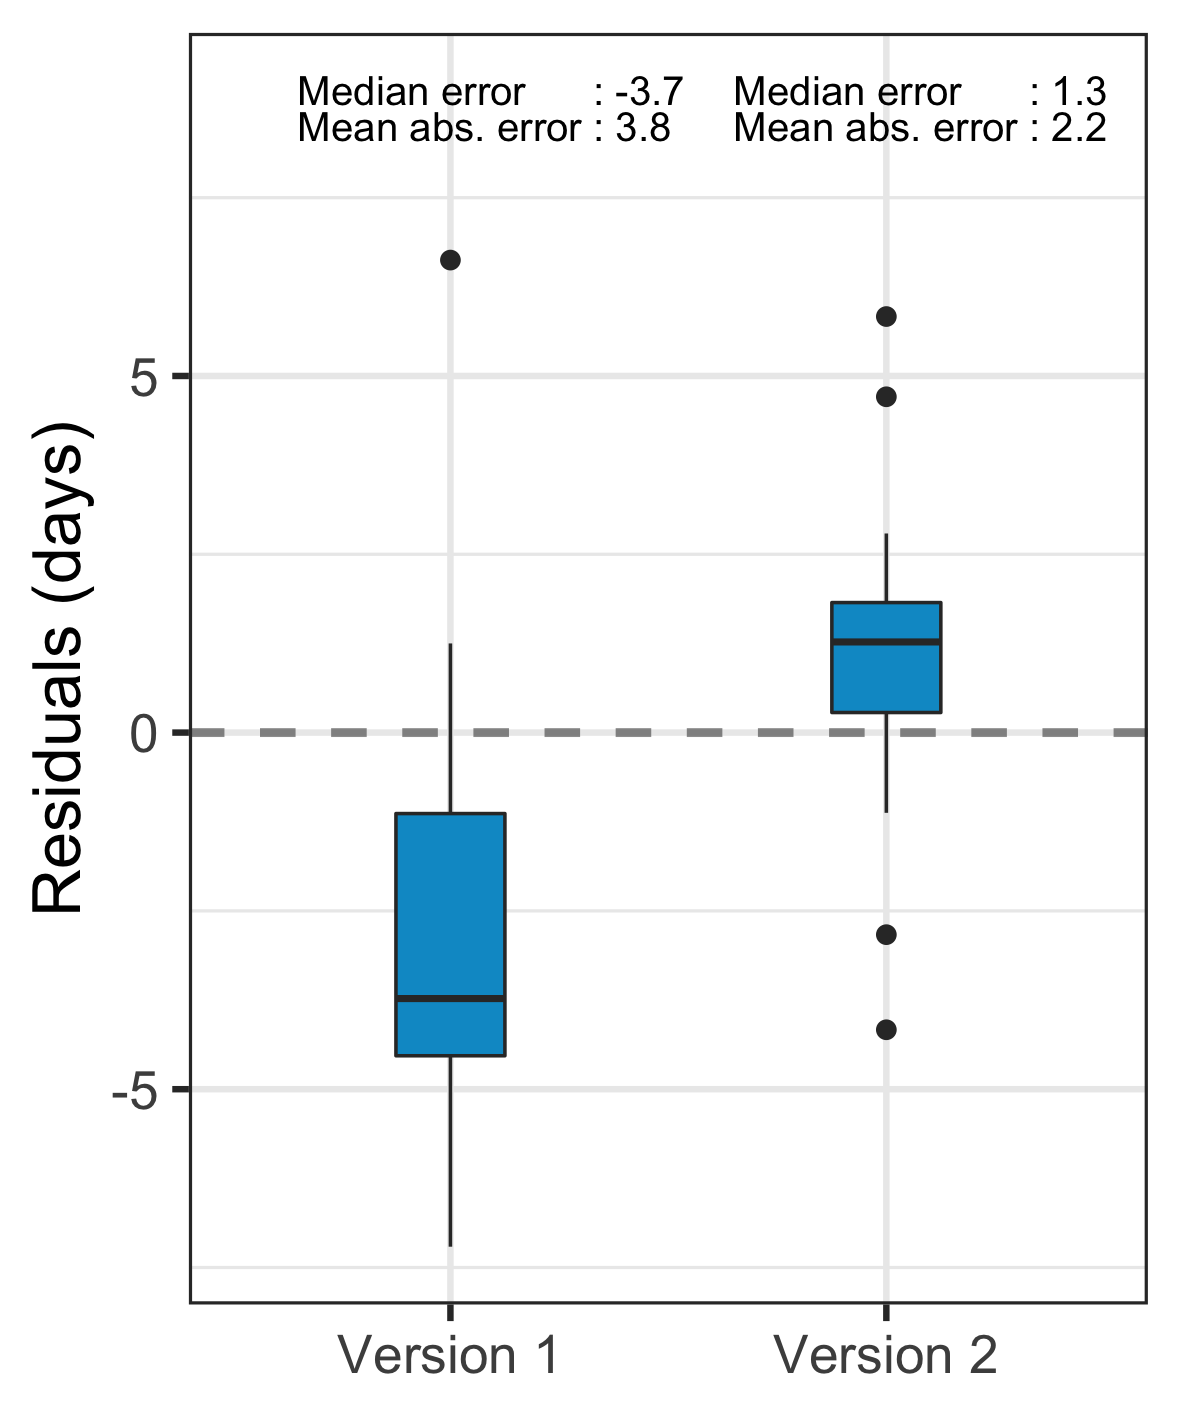 Median error : -3.7 Median error : 1.3
Mean abs. error : 3.8 Mean abs. error : 2.2
5
0
-5
Residuals (days)
Version 1 Version 2